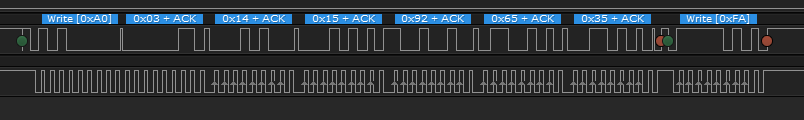 Write [0xA0] 0x03 + ACK 0x14 + ACK 0x15 + ACK 0x92 + ACK 0x65 + ACK 0x35 + ACK Write [0xFA]